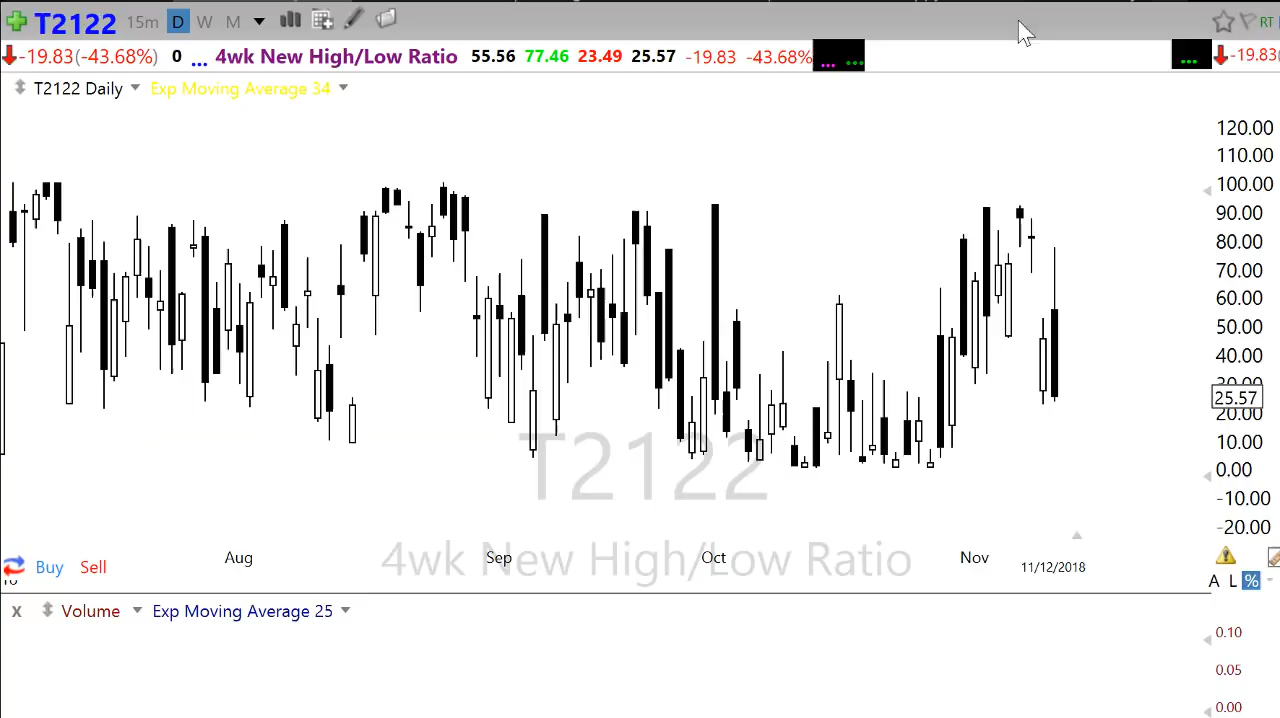 T2122 15m D W M RT
-19.83(-43.68%) 0 ... 4wk New High/Low Ratio 55.56 77.46 23.49 25.57 -19.83 -43.68% ... ... ... -19.83
T2122 Daily Exp Moving Average 34
120.00
110.00
100.00
90.00
80.00
70.00
60.00
50.00
40.00
30.00
25.57
20.00
10.00
0.00
-10.00
-20.00
T2122
4wk New High/Low Ratio
Buy Sell
Aug Sep Oct Nov 11/12/2018
A L %
X Volume Exp Moving Average 25
0.10
0.05
0.00